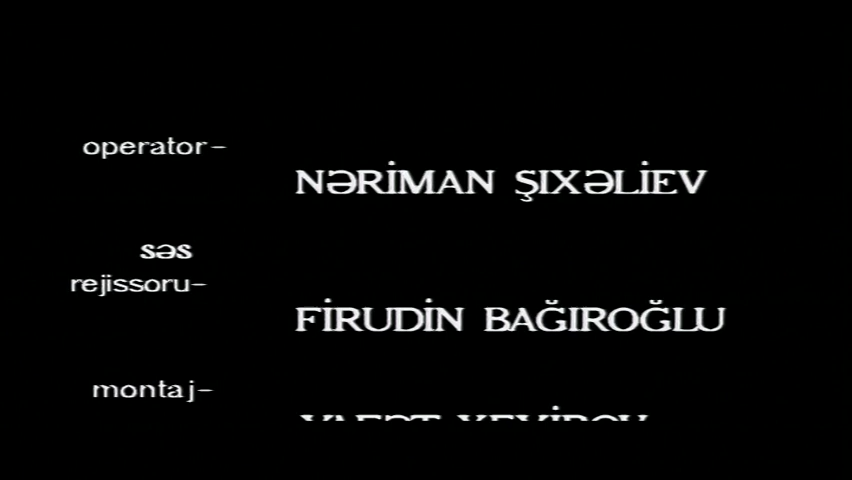 operator-
NƏRİMAN ŞIXƏLİEV
səs
rejissoru-
FİRUDİN BAĞIROĞLU
montaj-